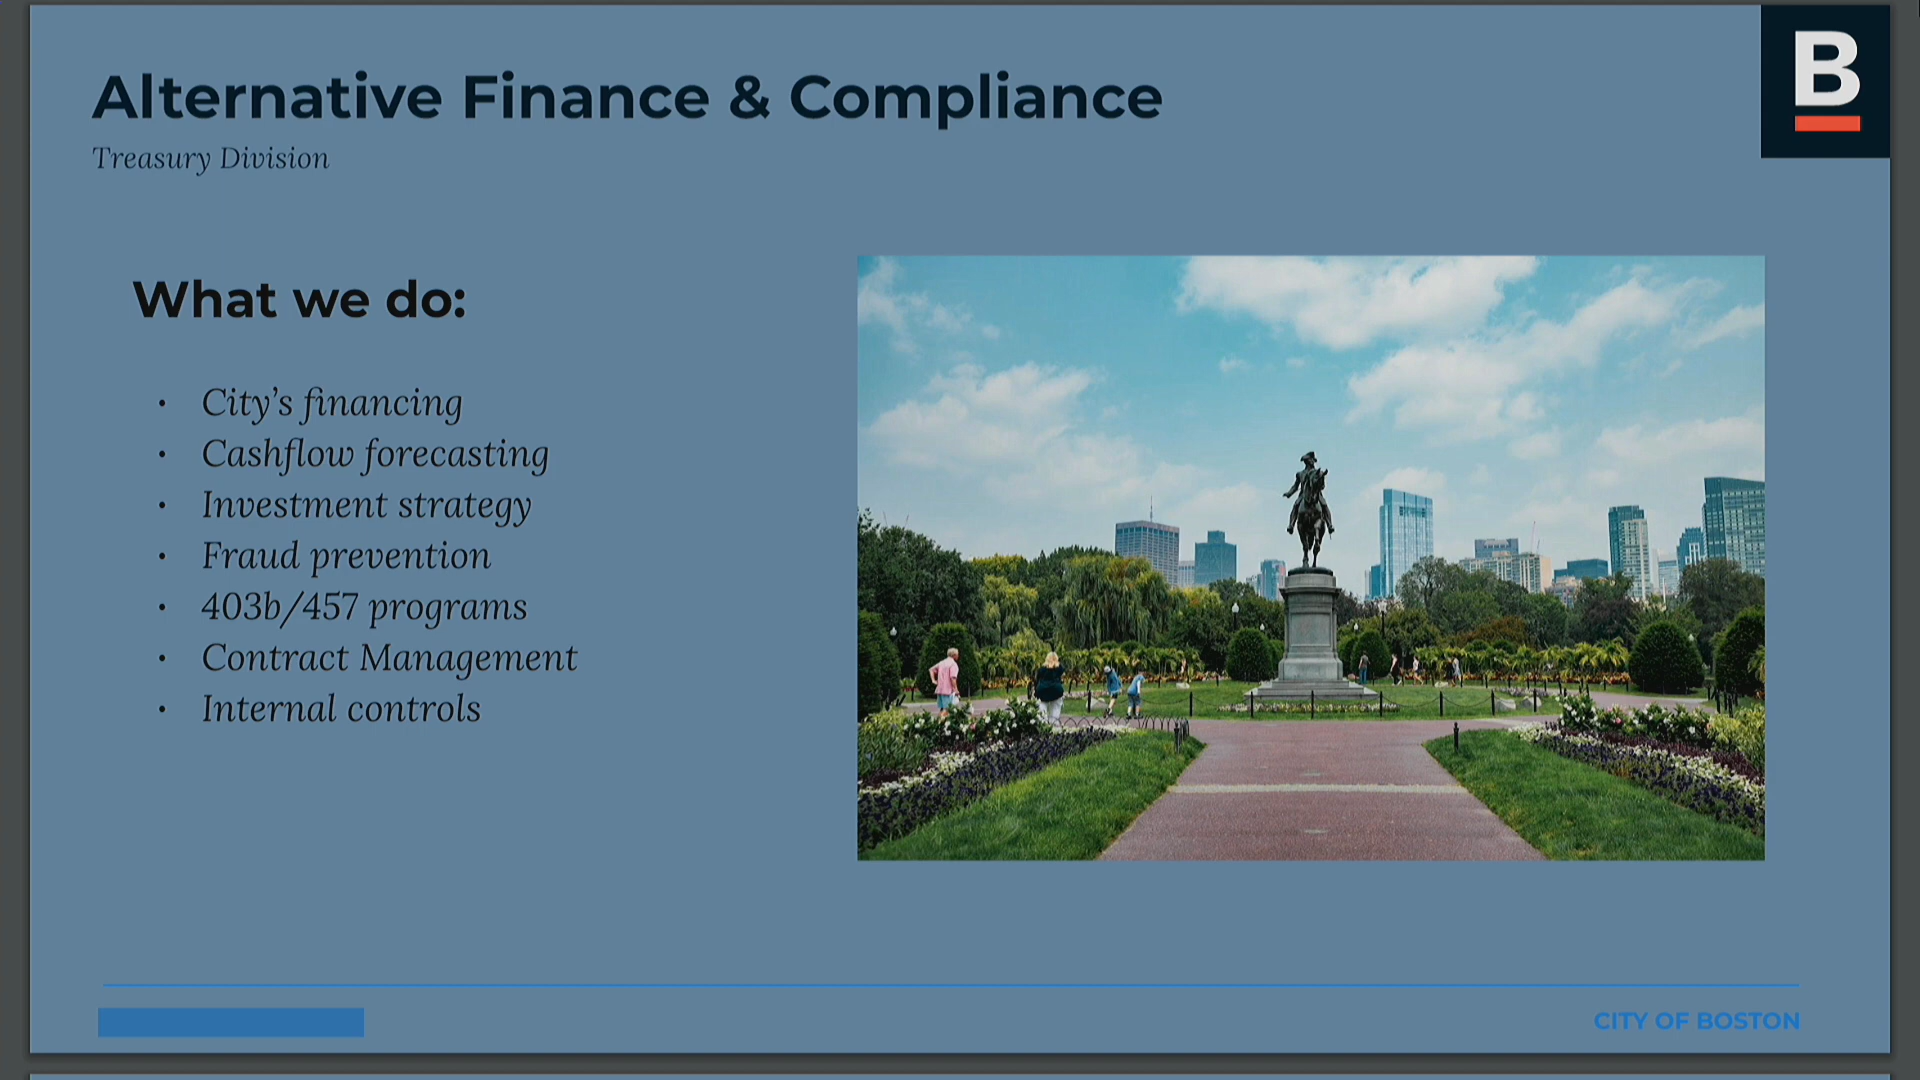 B
Alternative Finance & Compliance
Treasury Division
What we do:
• City’s financing
• Cashflow forecasting
• Investment strategy
• Fraud prevention
• 403b/457 programs
• Contract Management
• Internal controls
CITY OF BOSTON